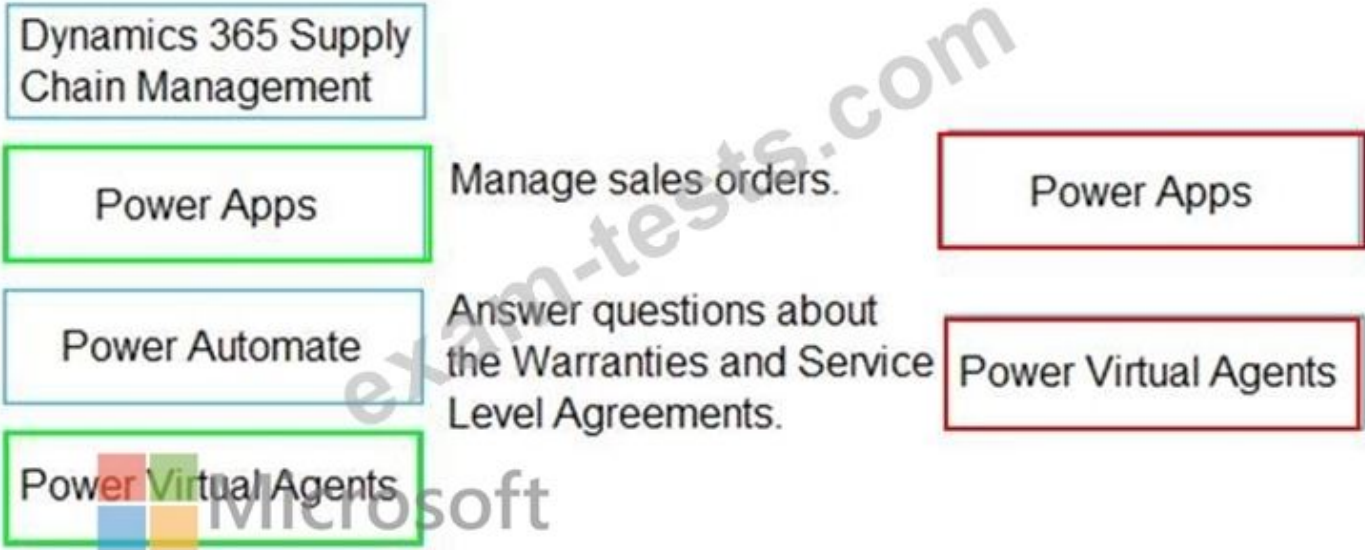 Dynamics 365 Supply
Chain Management
Power Apps
Manage sales orders.
Power Apps
Power Automate
Answer questions about
the Warranties and Service
Level Agreements.
Power Virtual Agents
Power Virtual Agents
Microsoft
exam-tests.com